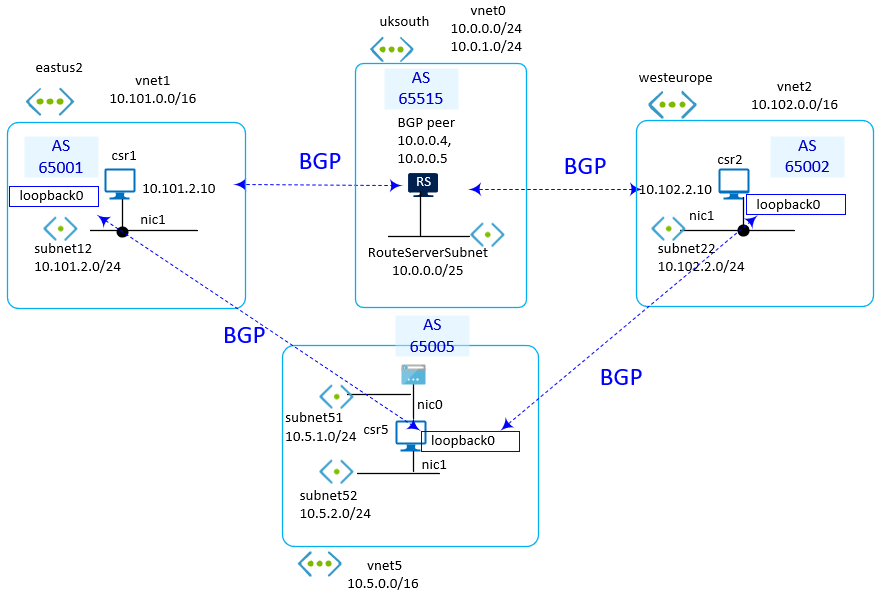 vnet0
10.0.0.0/24
10.0.1.0/24
uksouth
eastus2
vnet1
10.101.0.0/16
westeurope
vnet2
10.102.0.0/16
AS
65001
csr1
10.101.2.10
loopback0
nic1
subnet12
10.101.2.0/24
BGP
AS
65515
BGP peer
10.0.0.4,
10.0.0.5
RS
RouteServerSubnet
10.0.0.0/25
BGP
csr2
AS
65002
10.102.2.10
loopback0
nic1
subnet22
10.102.2.0/24
BGP
BGP
AS
65005
nic0
subnet51
10.5.1.0/24
csr5
loopback0
nic1
subnet52
10.5.2.0/24
vnet5
10.5.0.0/16